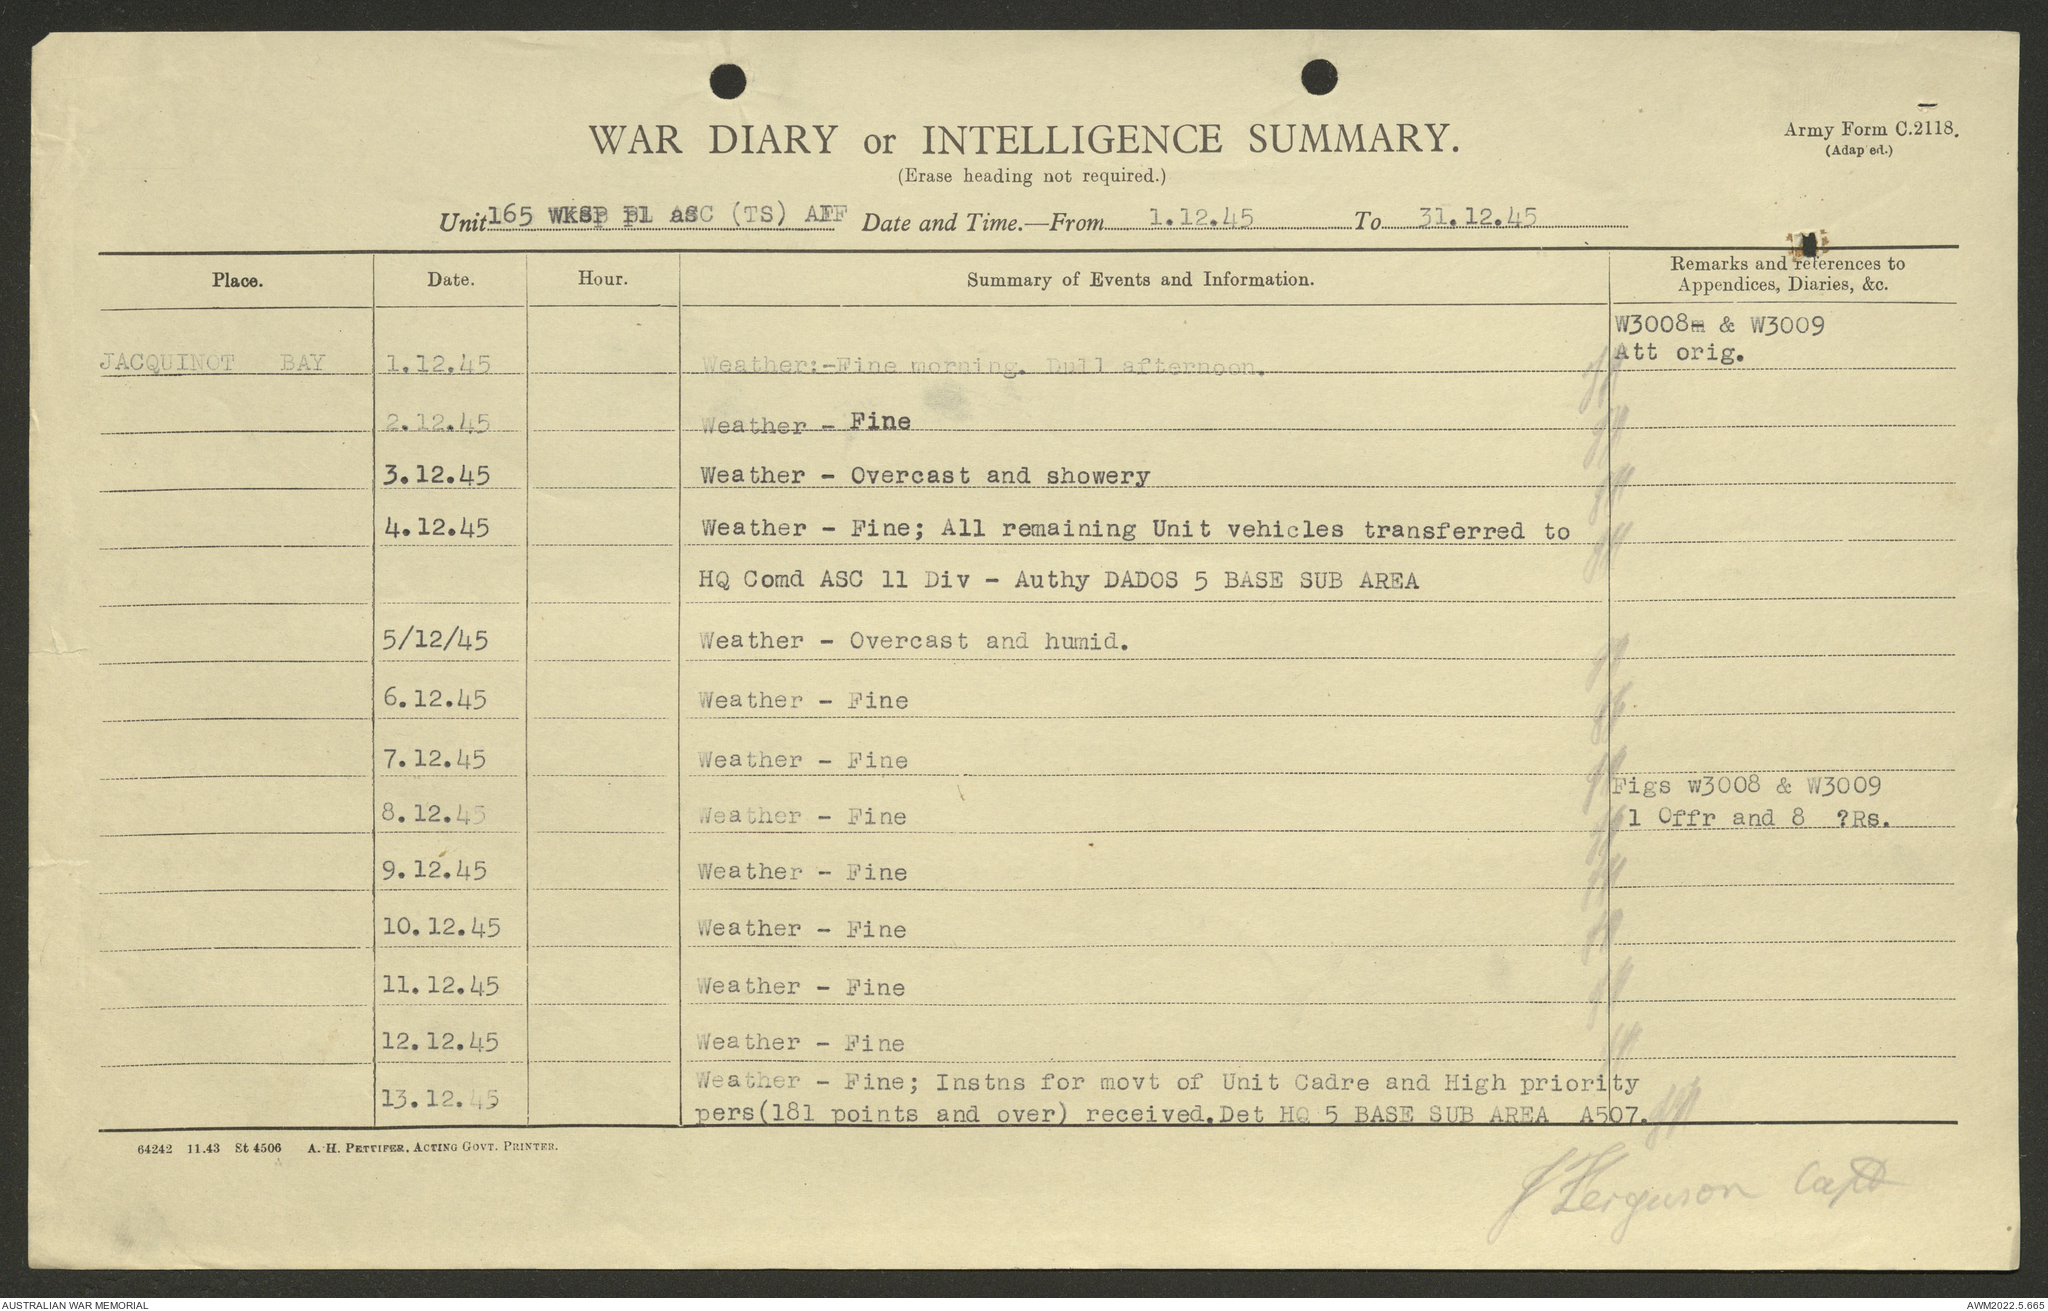 WAR DIARY or INTELLIGENCE SUMMARY.
Army Form C.2118.
(Adap ed.)
(Erase heading not required.)
Unit 165 WKSP pl asC (TS) AIF Date and Time.—From 1.12.45 To 31.12.45
Place. Date. Hour. Summary of Events and Information. Remarks and references to
Appendices, Diaries, &c.
W3008m & W3009
Att orig.
JACQUINOT BAY 1.12.45 Weather:-Fine morning. Dull afternoon.
2.12.45 Weather - Fine
3.12.45 Weather - Overcast and showery
4.12.45 Weather - Fine; All remaining Unit vehicles transferred to
HQ Comd ASC 11 Div - Authy DADOS 5 BASE SUB AREA
5/12/45 Weather - Overcast and humid.
6.12.45 Weather - Fine
7.12.45 Weather - Fine
Figs w3008 & W3009
8.12.45 Weather - Fine 1 Offr and 8 ?Rs.
9.12.45 Weather - Fine
10.12.45 Weather - Fine
11.12.45 Weather - Fine
12.12.45 Weather - Fine
13.12.45 Weather - Fine; Instns for movt of Unit Cadre and High priority
pers(181 points and over) received.Det HQ 5 BASE SUB AREA A507.
64242 11.43 St 4506 A. H. PETTIFER, ACTING GOVT. PRINTER.
J Ferguson Capt
AUSTRALIAN WAR MEMORIAL
AWM2022.5.665